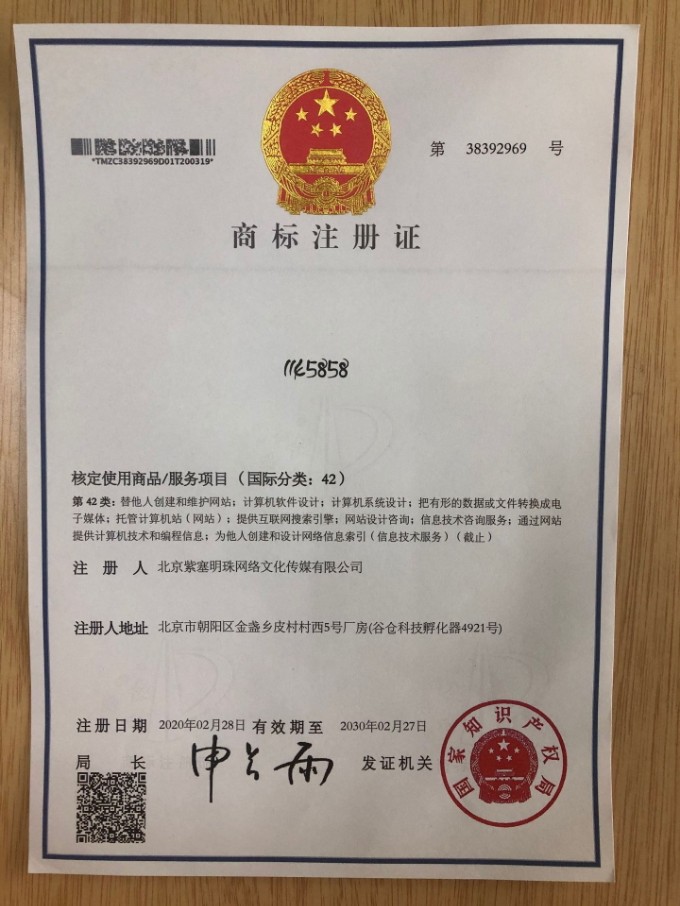 第 38392969 号
*TMZC38392969D01T200319*
商标注册证
核定使用商品/服务项目（国际分类：42）
第 42 类：替他人创建和维护网站；计算机软件设计；计算机系统设计；把有形的数据或文件转换成电
子媒体；托管计算机站（网站）；提供互联网搜索引擎；网站设计咨询；信息技术咨询服务；通过网站
提供计算机技术和编程信息；为他人创建和设计网络信息索引（信息技术服务）（截止）
注 册 人 北京紫塞明珠网络文化传媒有限公司
注册人地址 北京市朝阳区金盏乡皮村村西5号厂房(谷仓科技孵化器4921号)
注册日期 2020年02月28日 有效期至 2030年02月27日
局 长 申长雨 发证机关
国家知识产权局